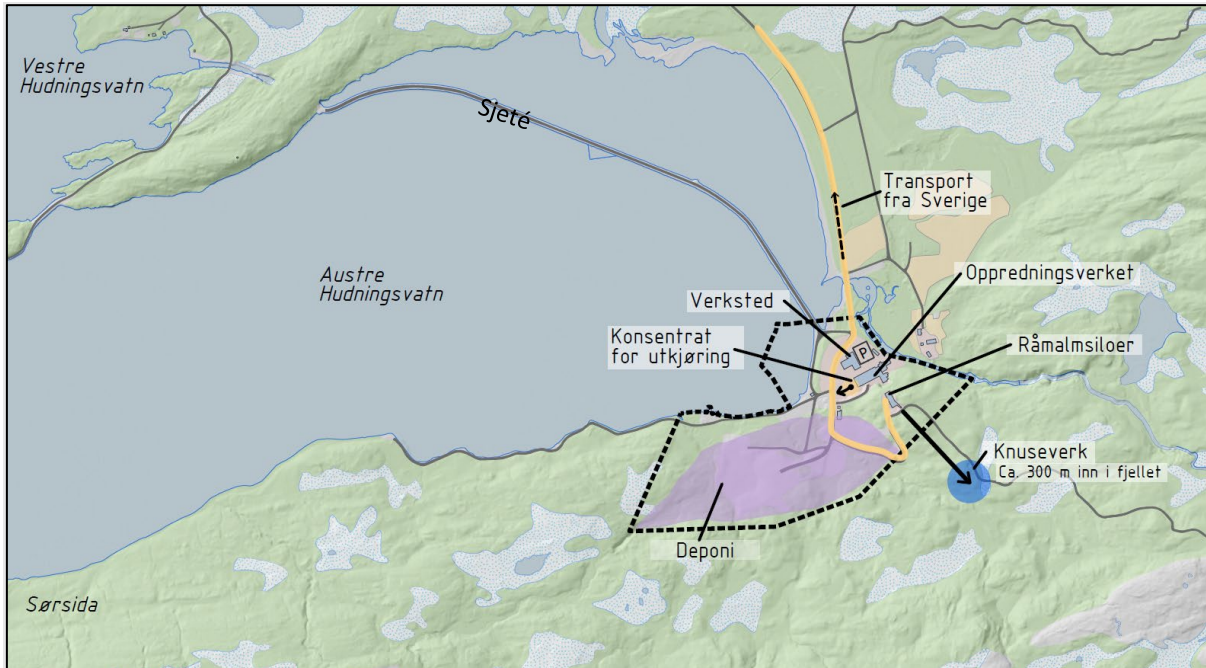 Vestre
Hudningsvatn
Sjeté
Transport
fra Sverige
Austre
Hudningsvatn
Oppredningsverket
Verksted
Konsentrat
for utkjøring
P
Råmalmsiloer
Knuseverk
Ca. 300 m inn i fjellet
Deponi
Sørsida